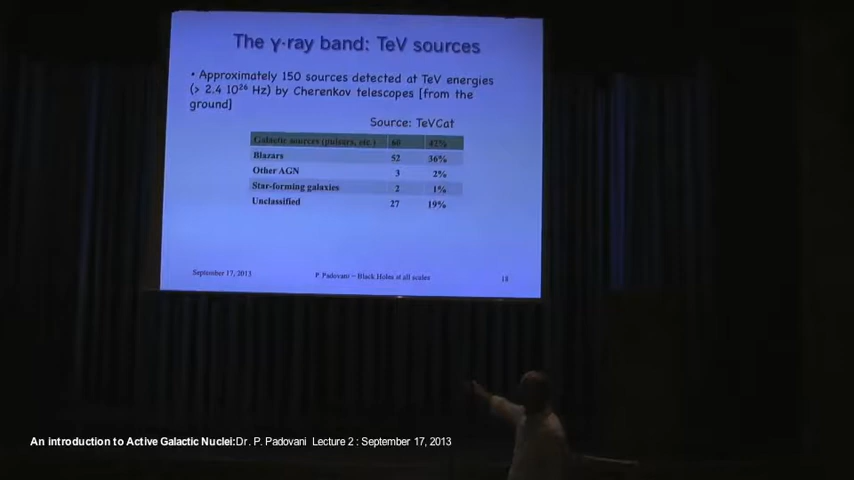 The γ-ray band: TeV sources
• Approximately 150 sources detected at TeV energies
(> 2.4 10²⁶ Hz) by Cherenkov telescopes [from the
ground]
Source: TeVCat
Galactic sources (pulsars, etc.) 60 42%
Blazars 52 36%
Other AGN 3 2%
Star-forming galaxies 2 1%
Unclassified 27 19%
September 17, 2013 P. Padovani – Black Holes at all scales 18
An introduction to Active Galactic Nuclei:Dr. P. Padovani Lecture 2 : September 17, 2013